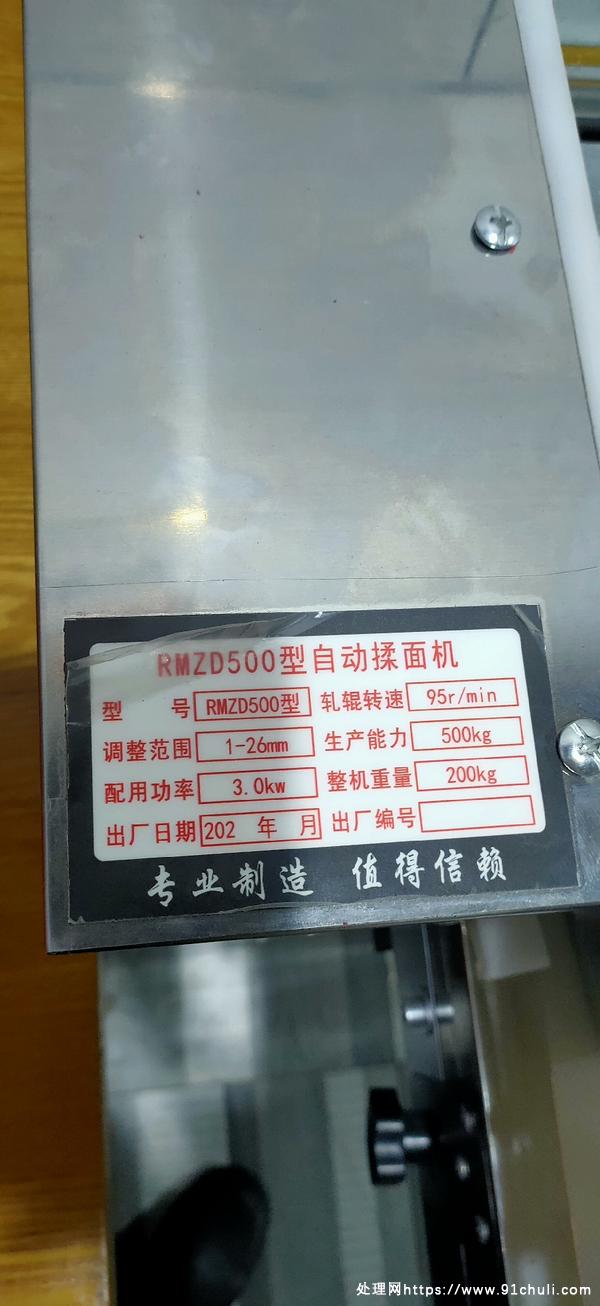 RMZD500型自动揉面机
型 号 RMZD500型 轧辊转速 95r/min
调整范围 1-26mm 生产能力 500kg
配用功率 3.0kw 整机重量 200kg
出厂日期 202 年 月 出厂编号
专业制造 值得信赖
处理网https://www.91chuli.com